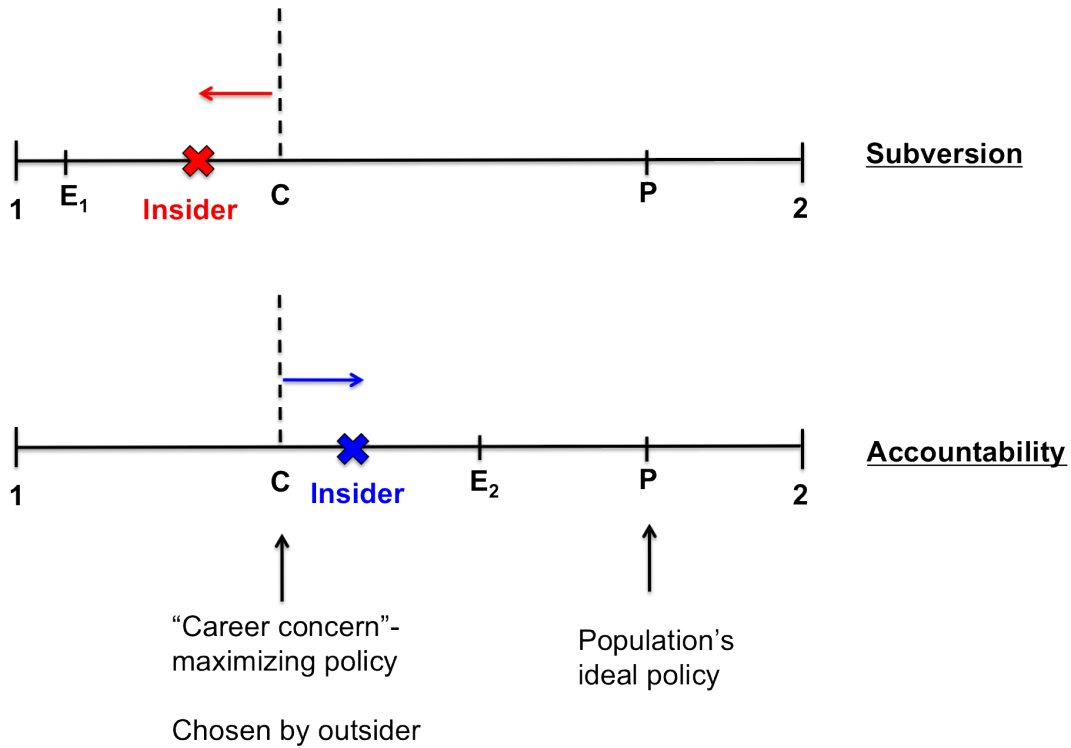 Subversion
1
E₁
Insider
C
P
2
Accountability
1
C
Insider
E₂
P
2
“Career concern”-
maximizing policy
Chosen by outsider
Population’s
ideal policy